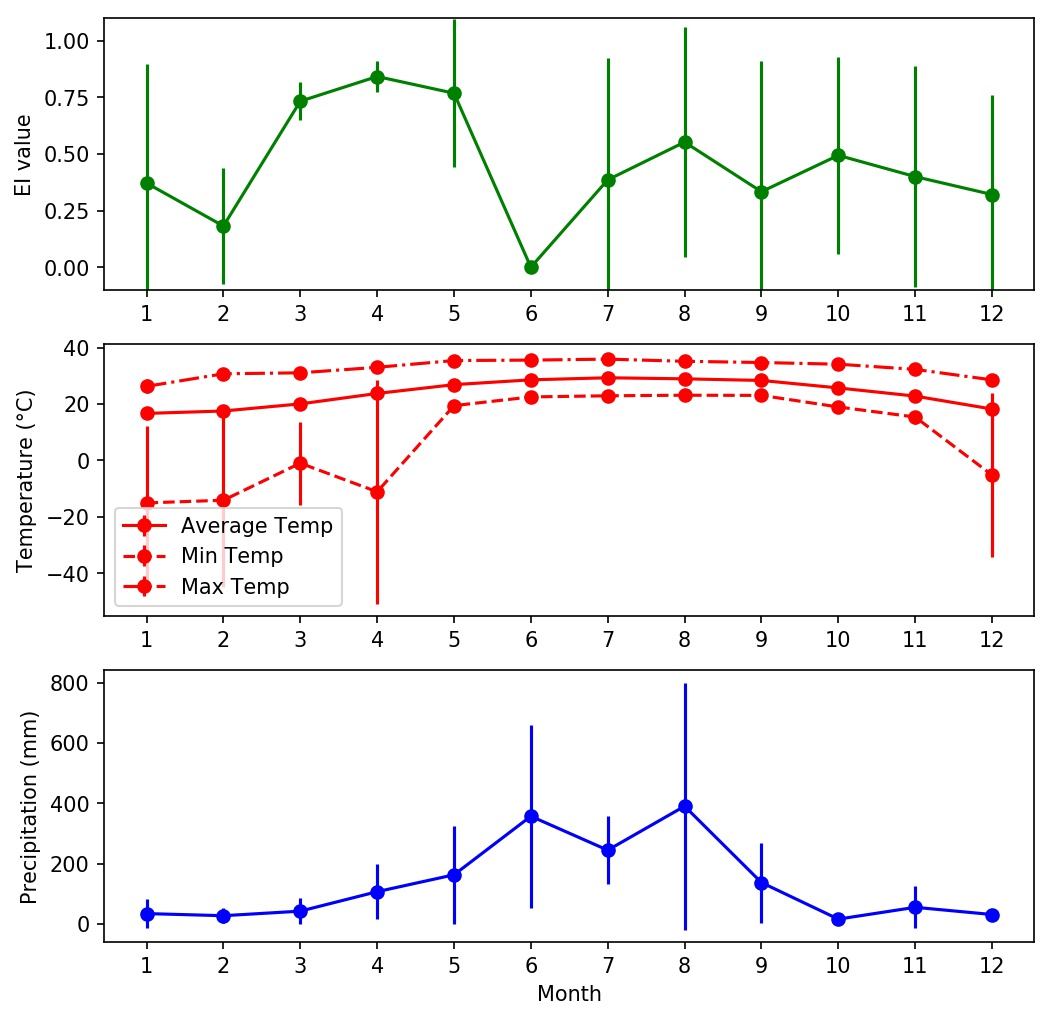 EI value
1.00
0.75
0.50
0.25
0.00
1 2 3 4 5 6 7 8 9 10 11 12
Temperature (°C)
40
20
0
−20
−40
Average Temp
Min Temp
Max Temp
1 2 3 4 5 6 7 8 9 10 11 12
Precipitation (mm)
800
600
400
200
0
1 2 3 4 5 6 7 8 9 10 11 12
Month